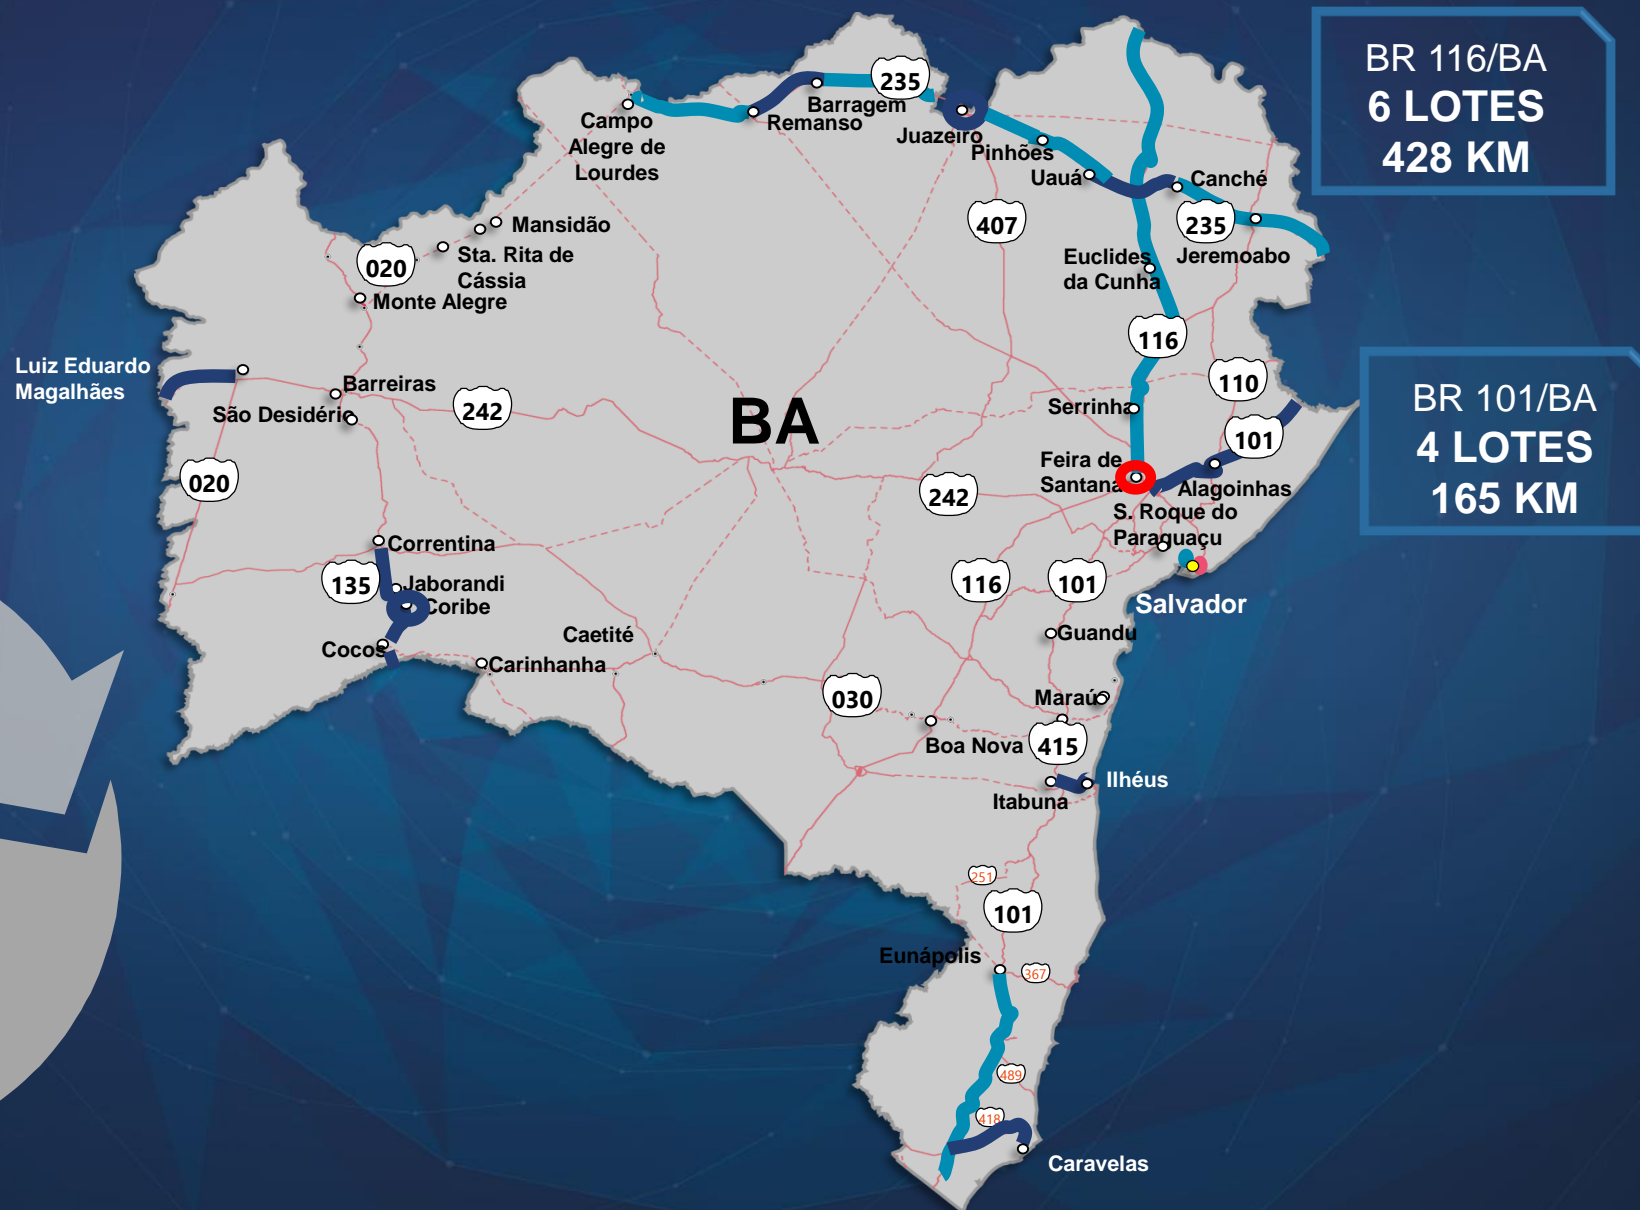 BR 116/BA
6 LOTES
428 KM
BR 101/BA
4 LOTES
165 KM
235
Barragem
Remanso
Campo
Alegre de
Lourdes
Juazeiro
Pinhões
Uauá
Canché
235
Jeremoabo
407
Euclides
da Cunha
Mansidão
Sta. Rita de
Cássia
020
Monte Alegre
116
Luiz Eduardo
Magalhães
Barreiras
São Desidério
242
BA
110
Serrinha
101
Feira de
Santana
Alagoinhas
020
242
S. Roque do
Paraguaçu
Correntina
135
Jaborandi
Coribe
116
101
Salvador
Cocos
Caetité
Carinhanha
Guandu
030
Maraú
Boa Nova
415
Itabuna
Ilhéus
251
101
Eunápolis
367
489
418
Caravelas